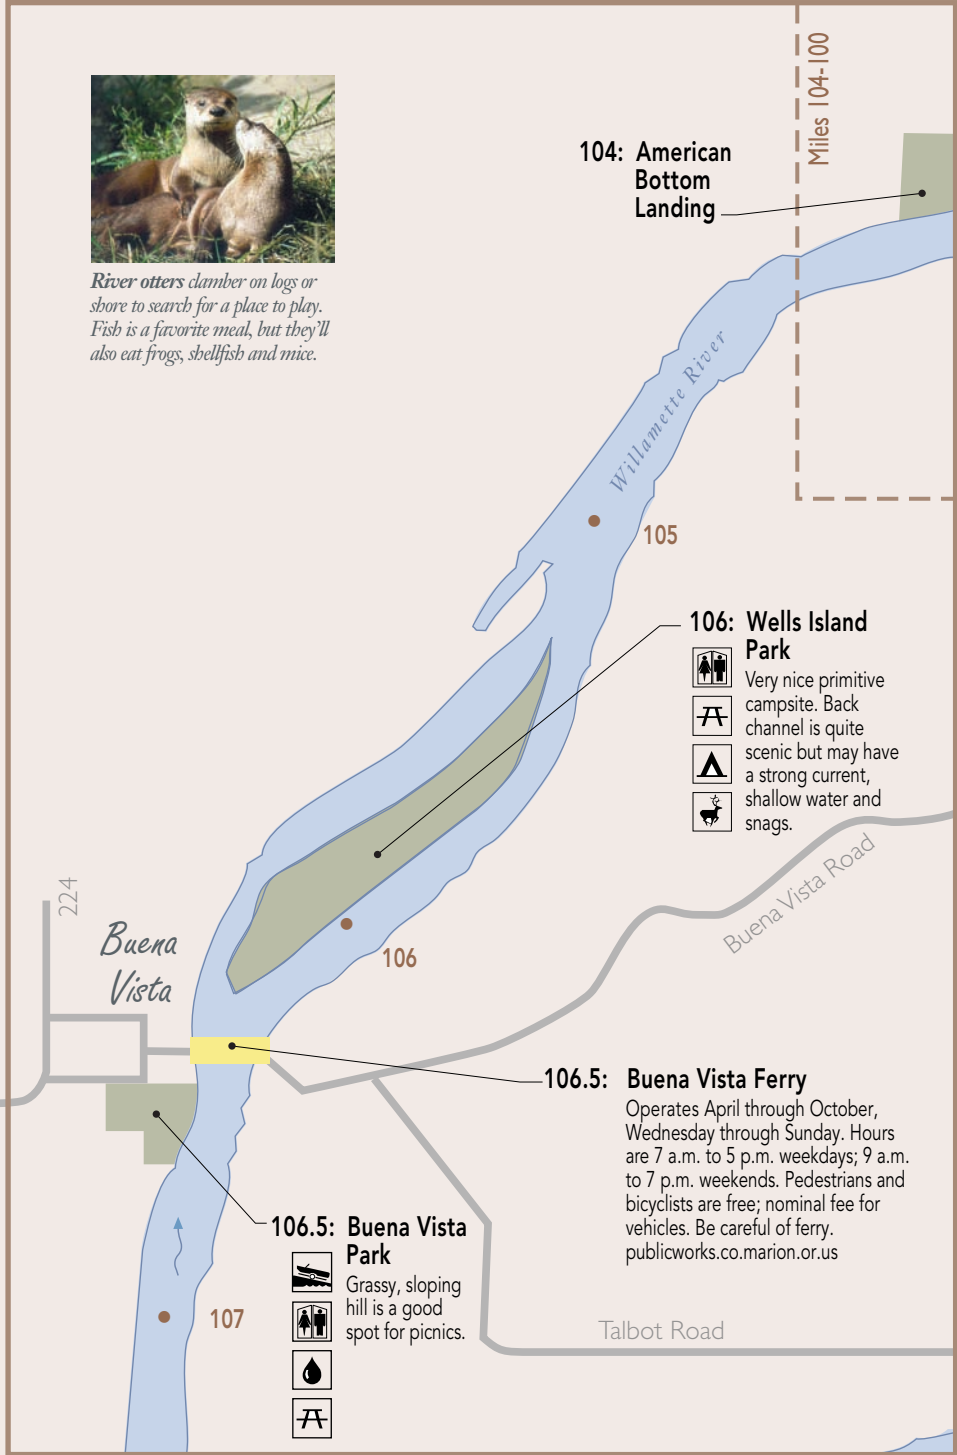 Miles 104-100
104: American
Bottom
Landing
River otters clamber on logs or
shore to search for a place to play.
Fish is a favorite meal, but they'll
also eat frogs, shellfish and mice.
Willamette River
105
106: Wells Island
Park
Very nice primitive
campsite. Back
channel is quite
scenic but may have
a strong current,
shallow water and
snags.
Buena Vista Road
224
Buena
Vista
106
106.5: Buena Vista Ferry
Operates April through October,
Wednesday through Sunday. Hours
are 7 a.m. to 5 p.m. weekdays; 9 a.m.
to 7 p.m. weekends. Pedestrians and
bicyclists are free; nominal fee for
vehicles. Be careful of ferry.
publicworks.co.marion.or.us
106.5: Buena Vista
Park
Grassy, sloping
hill is a good
spot for picnics.
107
Talbot Road